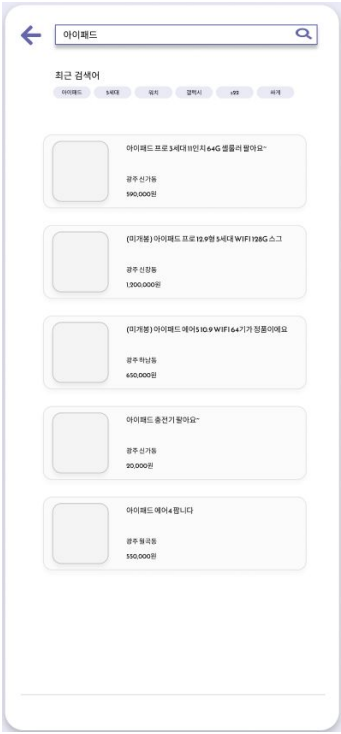 아이패드
최근 검색어
아이패드 5세대 워치 갤럭시 s22
아이패드 프로 3세대 11인치 64G 셀룰러 팔아요~
광주 신가동
590,000원
(미개봉) 아이패드 프로 12.9형 5세대 WIFI 128G 스그
광주 신창동
1,200,000원
(미개봉) 아이패드 에어5 10.9 WIFI 64기가 정품이에요
광주 하남동
650,000원
아이패드 충전기 팔아요~
광주 신가동
20,000원
아이패드 에어4 팝니다
광주 월곡동
550,000원